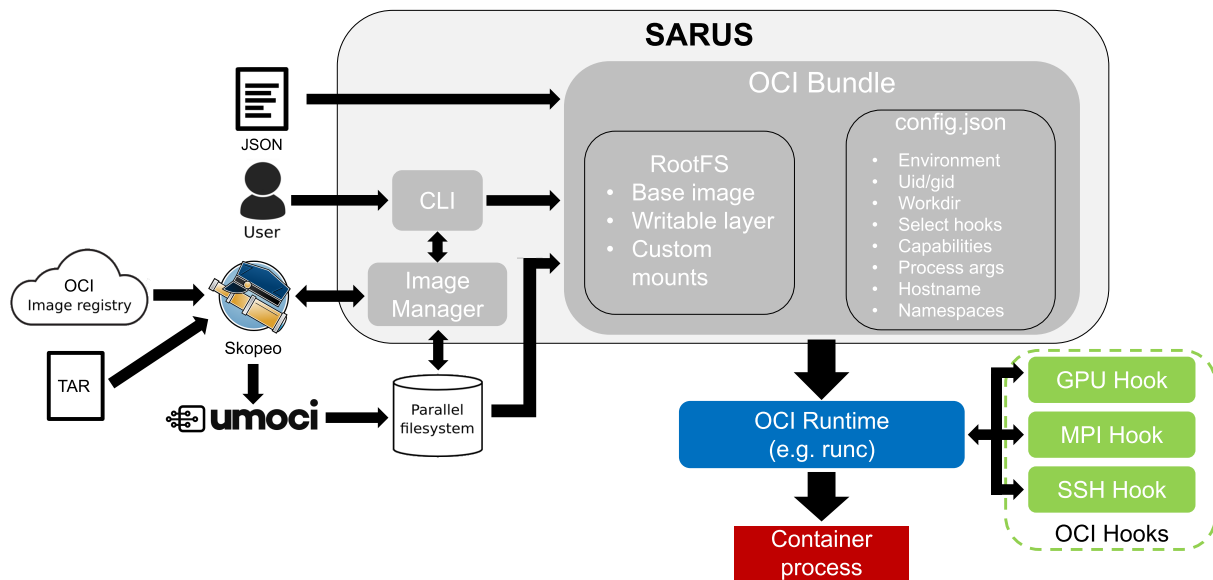 SARUS
OCI Bundle
JSON
User
OCI
Image registry
TAR
Skopeo
umoci
CLI
Image
Manager
Parallel
filesystem
RootFS
• Base image
• Writable layer
• Custom
mounts
config.json
• Environment
• Uid/gid
• Workdir
• Select hooks
• Capabilities
• Process args
• Hostname
• Namespaces
OCI Runtime
(e.g. runc)
Container
process
GPU Hook
MPI Hook
SSH Hook
OCI Hooks